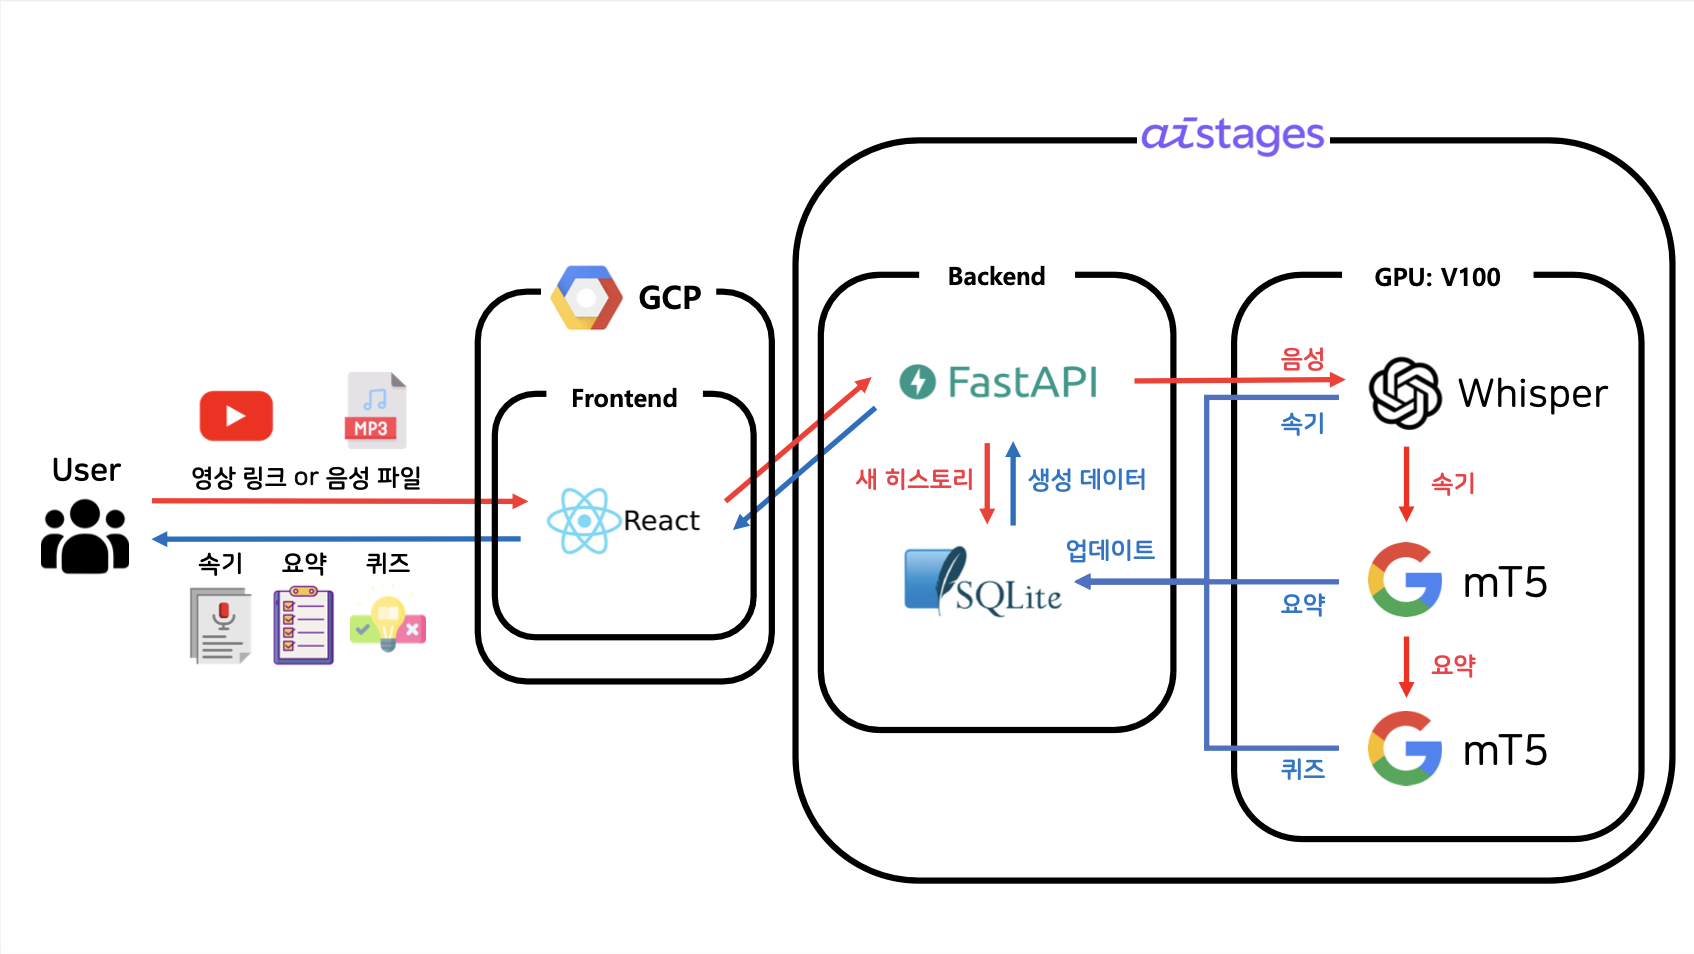 aistages
Backend
GPU: V100
GCP
Frontend
음성
FastAPI
Whisper
속기
MP3
User
영상 링크 or 음성 파일
새 히스토리
생성 데이터
속기
React
업데이트
SQLite
요약
mT5
속기
요약
퀴즈
요약
mT5
퀴즈